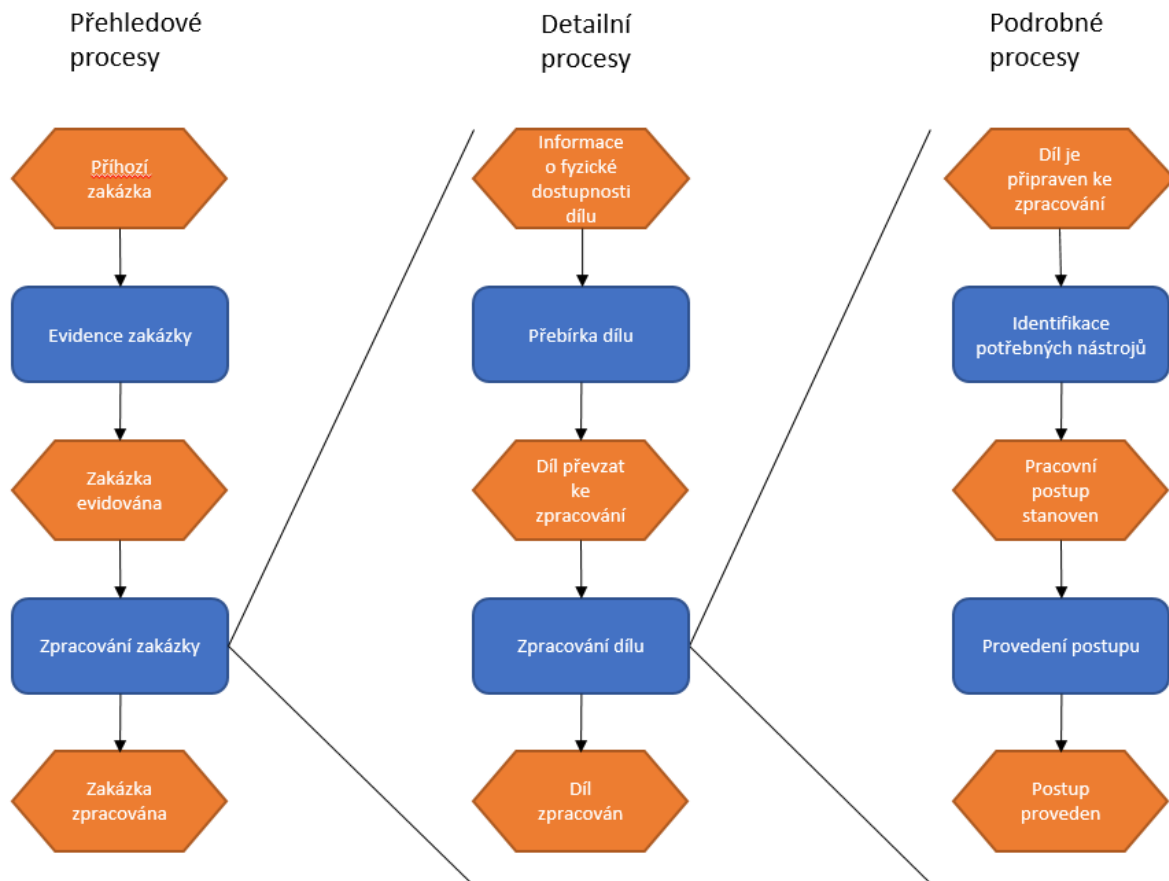 Přehledové
procesy
Příhozí
zakázka
Evidence zakázky
Zakázka
evidována
Zpracování zakázky
Zakázka
zpracována
Detailní
procesy
Informace
o fyzické
dostupnosti
dílu
Přebírka dílu
Díl převzat
ke
zpracování
Zpracování dílu
Díl
zpracován
Podrobné
procesy
Díl je
připraven ke
zpracování
Identifikace
potřebných nástrojů
Pracovní
postup
stanoven
Provedení postupu
Postup
proveden